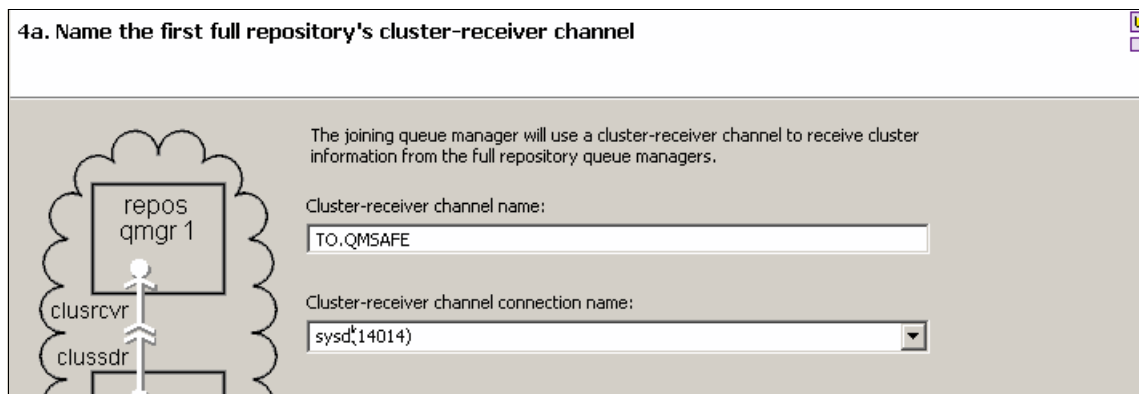 4a. Name the first full repository's cluster-receiver channel
The joining queue manager will use a cluster-receiver channel to receive cluster
information from the full repository queue managers.
repos
qmgr 1
Cluster-receiver channel name:
TO.QMSAFE
Cluster-receiver channel connection name:
clusrcvr
sysd(14014)
clussdr